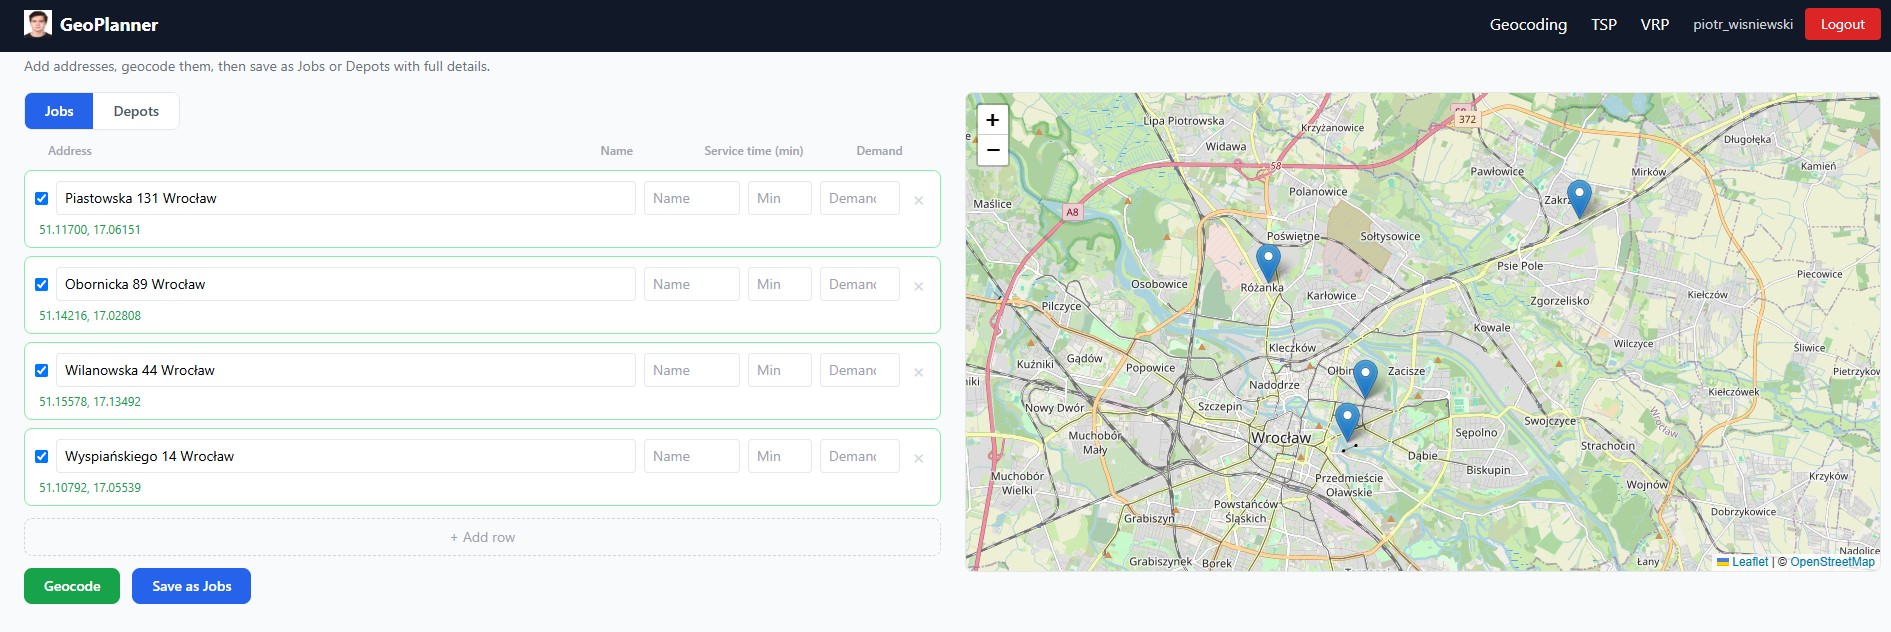 GeoPlanner
Geocoding TSP VRP piotr_wisniewski Logout
Add addresses, geocode them, then save as Jobs or Depots with full details.
Jobs Depots
Address Name Service time (min) Demand
Piastowska 131 Wrocław Name Min Demand ×
51.11700, 17.06151
Obornicka 89 Wrocław Name Min Demand ×
51.14216, 17.02808
Wilanowska 44 Wrocław Name Min Demand ×
51.15578, 17.13492
Wyspiańskiego 14 Wrocław Name Min Demand ×
51.10792, 17.05539
+ Add row
Geocode Save as Jobs
+
−
Lipa Piotrowska
Krzyżanowice
372
Długołęka
Widawa
58
Pawłowice
Mirków
Kamień
Polanowice
Maślice
A8
Poświętne
Sołtysowice
Psie Pole
Piecowice
Osobowice
Różanka
Karłowice
Zgorzelisko
Kiełczów
Pilczyce
Kowale
Kleczków
Wilczyce
Śliwice
Kuźniki
Gądów
Popowice
Nadodrze
Zacisze
Kiełczówek
Nowy Dwór
Szczepin
Swojczyce
Muchobór
Mały
Wrocław
Sępolno
Strachocin
Wrocław
Dąbie
Biskupin
Muchobór
Wielki
Przedmieście
Oławskie
Wojnów
Krzyków
Powstańców
Śląskich
Grabiszyn
Dobrzykowice
Grabiszynek
Borek
Łany
Nadolice
Leaflet | © OpenStreetMap